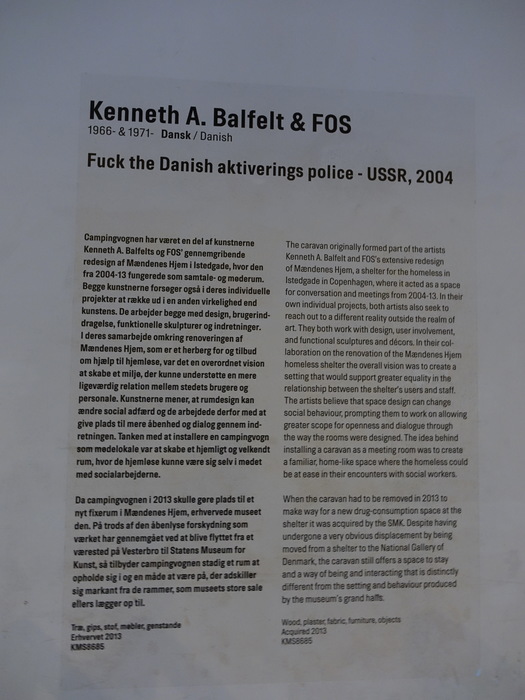 Kenneth A. Balfelt & FOS
1966- & 1971- Dansk / Danish
Fuck the Danish aktiverings police - USSR, 2004
Campingvognen har været en del af kunstnerne
Kenneth A. Balfelts og FOS' gennemgribende
redesign af Mændenes Hjem i Istedgade, hvor den
fra 2004-13 fungerede som samtale- og møderum.
Begge kunstnerne forsøger også i deres individuelle
projekter at række ud i en anden virkelighed end
kunstens. De arbejder begge med design, brugerind-
dragelse, funktionelle skulpturer og indretninger.
I deres samarbejde omkring renoveringen af
Mændenes Hjem, som er et herberg for og tilbud
om hjælp til hjemløse, var det en overordnet vision
at skabe et miljø, der kunne understøtte en mere
ligeværdig relation mellem stedets brugere og
personale. Kunstnerne mener, at rumdesign kan
ændre social adfærd og de arbejdede derfor med at
give plads til mere åbenhed og dialog gennem ind-
retningen. Tanken med at installere en campingvogn
som mødelokale var at skabe et hjemligt og velkendt
rum, hvor de hjemløse kunne være sig selv i mødet
med socialarbejderne.
Da campingvognen i 2013 skulle gøre plads til et
nyt fixerum i Mændenes Hjem, erhvervede museet
den. På trods af den åbenlyse forskydning som
værket har gennemgået ved at blive flyttet fra et
værested på Vesterbro til Statens Museum for
Kunst, så tilbyder campingvognen stadig et rum at
opholde sig i og en måde at være på, der adskiller
sig markant fra de rammer, som museets store sale
ellers lægger op til.
Træ, gips, stof, møbler, genstande
Erhvervet 2013
KMS8685
The caravan originally formed part of the artists
Kenneth A. Balfelt and FOS's extensive redesign
of Mændenes Hjem, a shelter for the homeless in
Istedgade in Copenhagen, where it acted as a space
for conversation and meetings from 2004-13. In their
own individual projects, both artists also seek to
reach out to a different reality outside the realm of
art. They both work with design, user involvement,
and functional sculptures and décors. In their col-
laboration on the renovation of the Mændenes Hjem
homeless shelter the overall vision was to create a
setting that would support greater equality in the
relationship between the shelter's users and staff.
The artists believe that space design can change
social behaviour, prompting them to work on allowing
greater scope for openness and dialogue through
the way the rooms were designed. The idea behind
installing a caravan as a meeting room was to create
a familiar, home-like space where the homeless could
be at ease in their encounters with social workers.
When the caravan had to be removed in 2013 to
make way for a new drug-consumption space at the
shelter it was acquired by the SMK. Despite having
undergone a very obvious displacement by being
moved from a shelter to the National Gallery of
Denmark, the caravan still offers a space to stay
and a way of being and interacting that is distinctly
different from the setting and behaviour produced
by the museum's grand halls.
Wood, plaster, fabric, furniture, objects
Acquired 2013
KMS8685